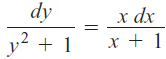 dy / (y² + 1) = x dx / (x + 1)